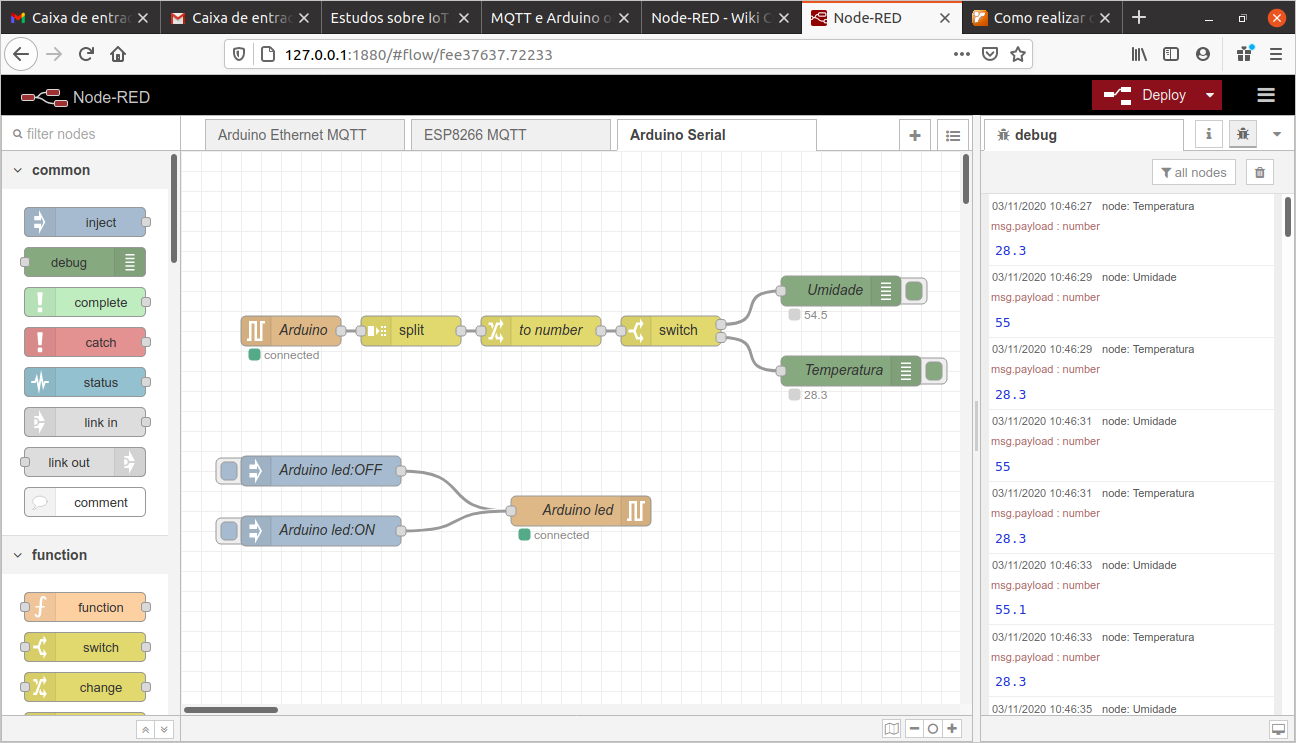 Caixa de entra
Caixa de entra
Estudos sobre IoT
MQTT e Arduino o
Node-RED - Wiki C
Node-RED
Como realizar
127.0.0.1:1880/#flow/fee37637.72233
Node-RED
Deploy
filter nodes
Arduino Ethernet MQTT
ESP8266 MQTT
Arduino Serial
debug
i
common
inject
debug
complete
catch
status
link in
link out
comment
function
function
switch
change
Arduino
connected
split
to number
switch
Umidade
54.5
Temperatura
28.3
Arduino led:OFF
Arduino led:ON
Arduino led
connected
all nodes
03/11/2020 10:46:27 node: Temperatura
msg.payload : number
28.3
03/11/2020 10:46:29 node: Umidade
msg.payload : number
55
03/11/2020 10:46:29 node: Temperatura
msg.payload : number
28.3
03/11/2020 10:46:31 node: Umidade
msg.payload : number
55
03/11/2020 10:46:31 node: Temperatura
msg.payload : number
28.3
03/11/2020 10:46:33 node: Umidade
msg.payload : number
55.1
03/11/2020 10:46:33 node: Temperatura
msg.payload : number
28.3
03/11/2020 10:46:35 node: Umidade